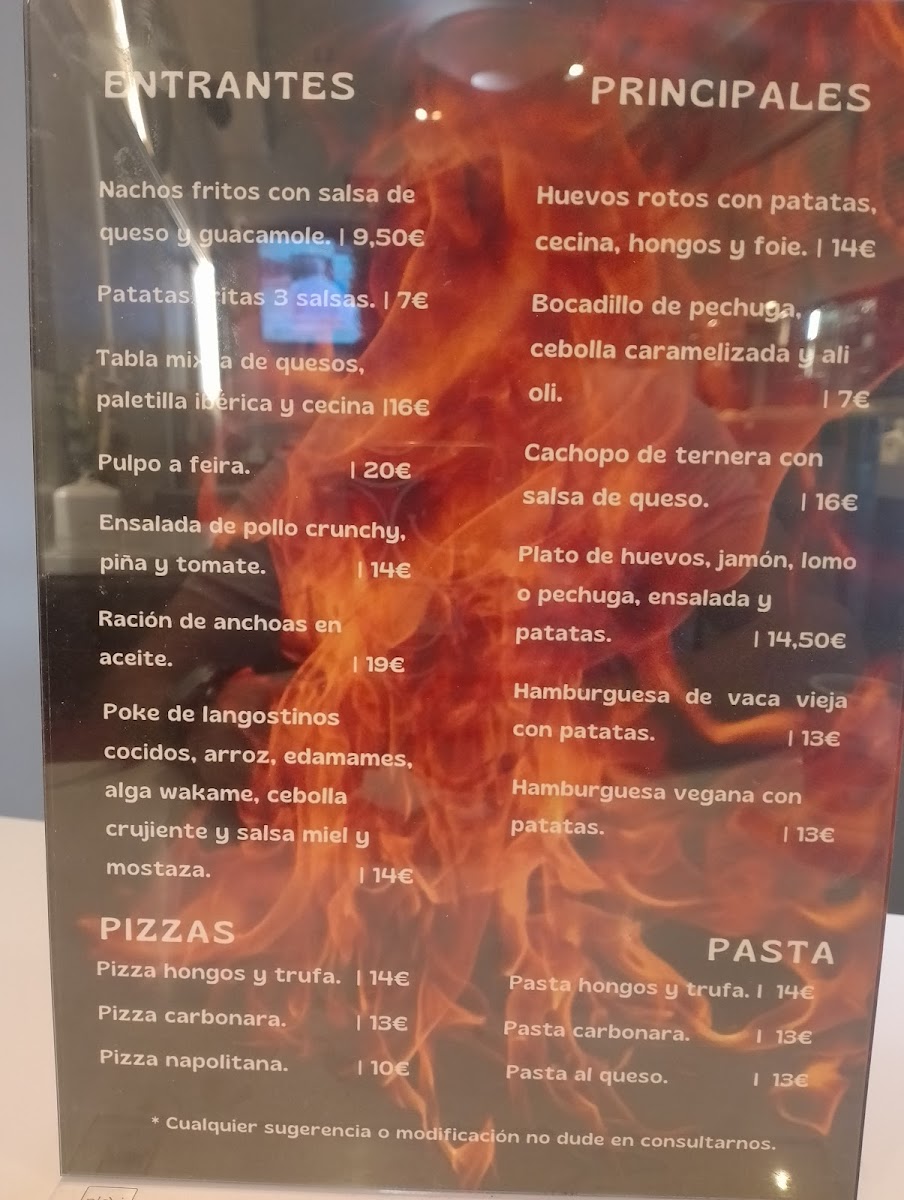 ENTRANTES
Nachos fritos con salsa de
queso y guacamole. | 9,50€
Patatas fritas 3 salsas. | 7€
Tabla mixta de quesos,
paletilla ibérica y cecina |16€
Pulpo a feira. | 20€
Ensalada de pollo crunchy,
piña y tomate. | 14€
Ración de anchoas en
aceite. | 19€
Poke de langostinos
cocidos, arroz, edamames,
alga wakame, cebolla
crujiente y salsa miel y
mostaza. | 14€
PRINCIPALES
Huevos rotos con patatas,
cecina, hongos y foie. | 14€
Bocadillo de pechuga,
cebolla caramelizada y ali
oli. | 7€
Cachopo de ternera con
salsa de queso. | 16€
Plato de huevos, jamón, lomo
o pechuga, ensalada y
patatas. | 14,50€
Hamburguesa de vaca vieja
con patatas. | 13€
Hamburguesa vegana con
patatas. | 13€
PIZZAS
Pizza hongos y trufa. | 14€
Pizza carbonara. | 13€
Pizza napolitana. | 10€
PASTA
Pasta hongos y trufa. | 14€
Pasta carbonara. | 13€
Pasta al queso. | 13€
* Cualquier sugerencia o modificación no dude en consultarnos.